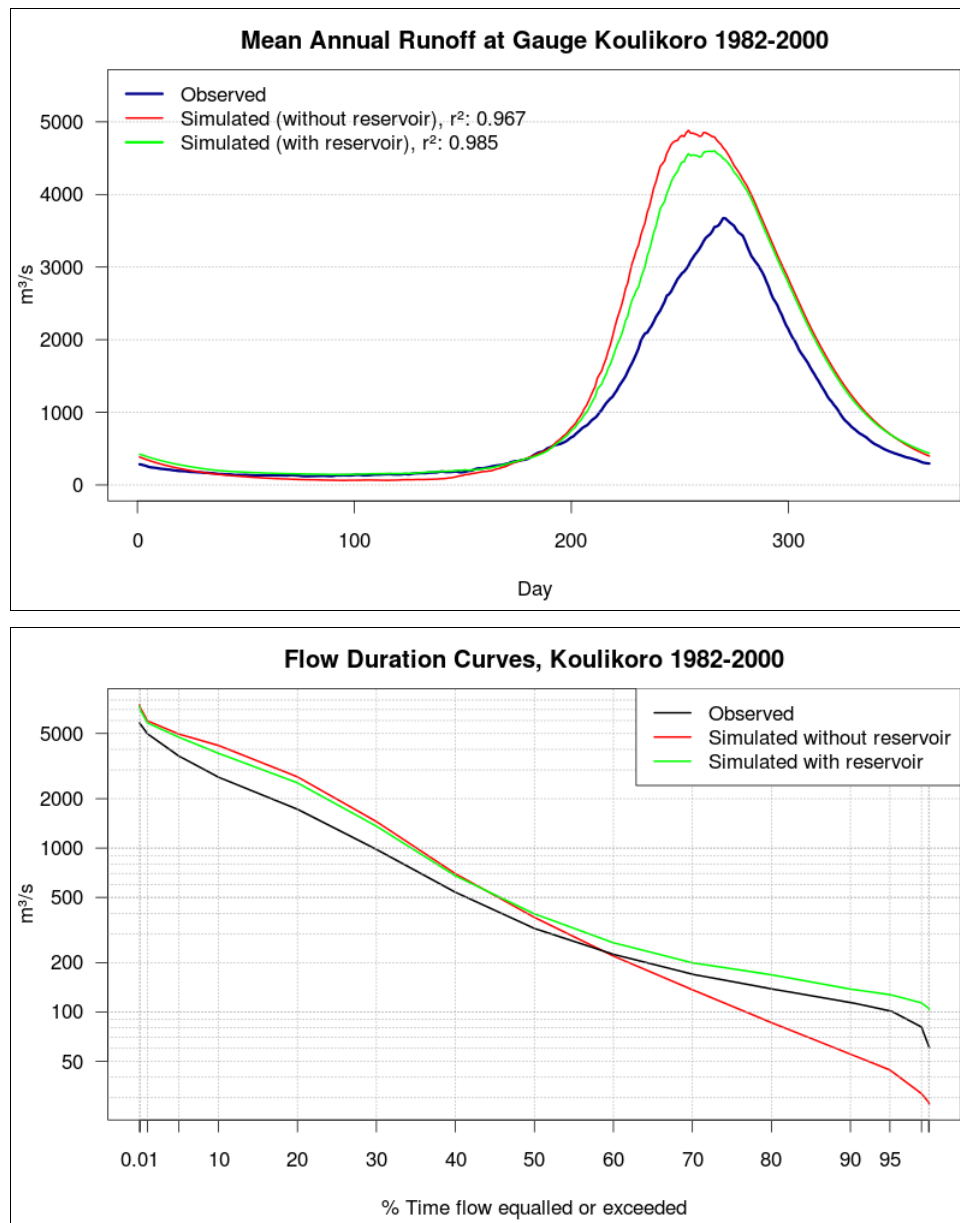 Mean Annual Runoff at Gauge Koulikoro 1982-2000
Observed
Simulated (without reservoir), r²: 0.967
Simulated (with reservoir), r²: 0.985
5000
4000
3000
2000
1000
0
m³/s
0 100 200 300
Day
Flow Duration Curves, Koulikoro 1982-2000
Observed
Simulated without reservoir
Simulated with reservoir
5000
2000
1000
500
200
100
50
m³/s
0.01 10 20 30 40 50 60 70 80 90 95
% Time flow equalled or exceeded